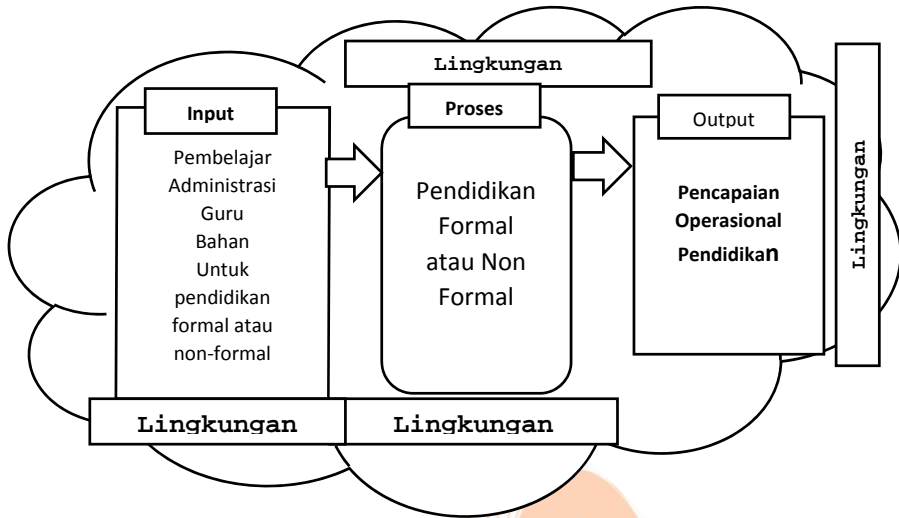 Lingkungan
Input
Pembelajar
Administrasi
Guru
Bahan
Untuk
pendidikan
formal atau
non-formal
Proses
Pendidikan
Formal
atau Non
Formal
Output
Pencapaian
Operasional
Pendidikan
Lingkungan
Lingkungan
Lingkungan